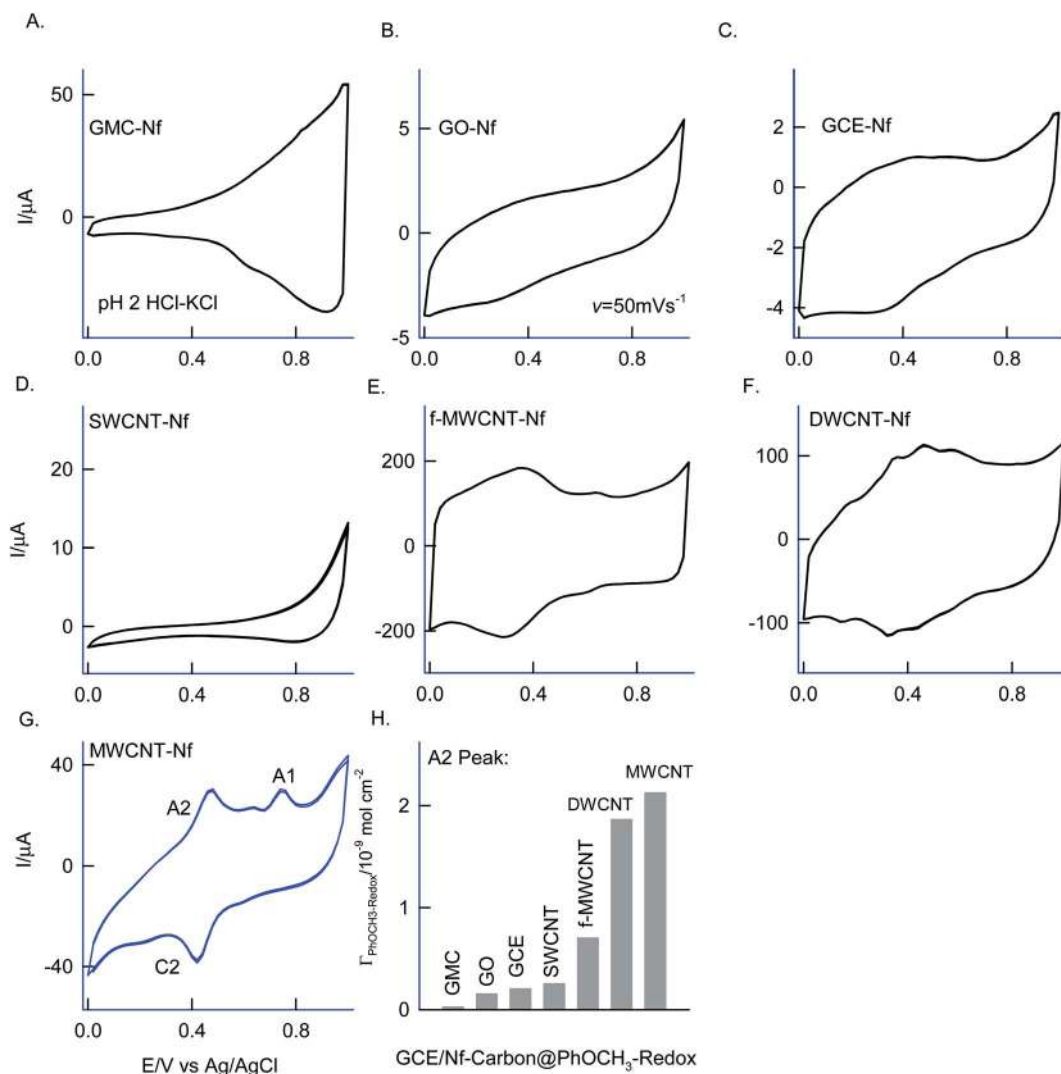 A.
B.
C.
50
GMC-Nf
I/µA
0
pH 2 HCl-KCl
0.0 0.4 0.8
5
GO-Nf
0
ν=50mVs⁻¹
-5
0.0 0.4 0.8
2
GCE-Nf
0
-2
-4
0.0 0.4 0.8
D.
E.
F.
SWCNT-Nf
20
I/µA
10
0
0.0 0.4 0.8
f-MWCNT-Nf
200
0
-200
0.0 0.4 0.8
DWCNT-Nf
100
0
-100
0.0 0.4 0.8
G.
H.
MWCNT-Nf
40
A2
A1
I/µA
0
C2
-40
0.0 0.4 0.8
E/V vs Ag/AgCl
A2 Peak:
Γ_PhOCH3-Redox/10⁻⁹ mol cm⁻²
2
1
0
GMC
GO
GCE
SWCNT
f-MWCNT
DWCNT
MWCNT
GCE/Nf-Carbon@PhOCH₃-Redox